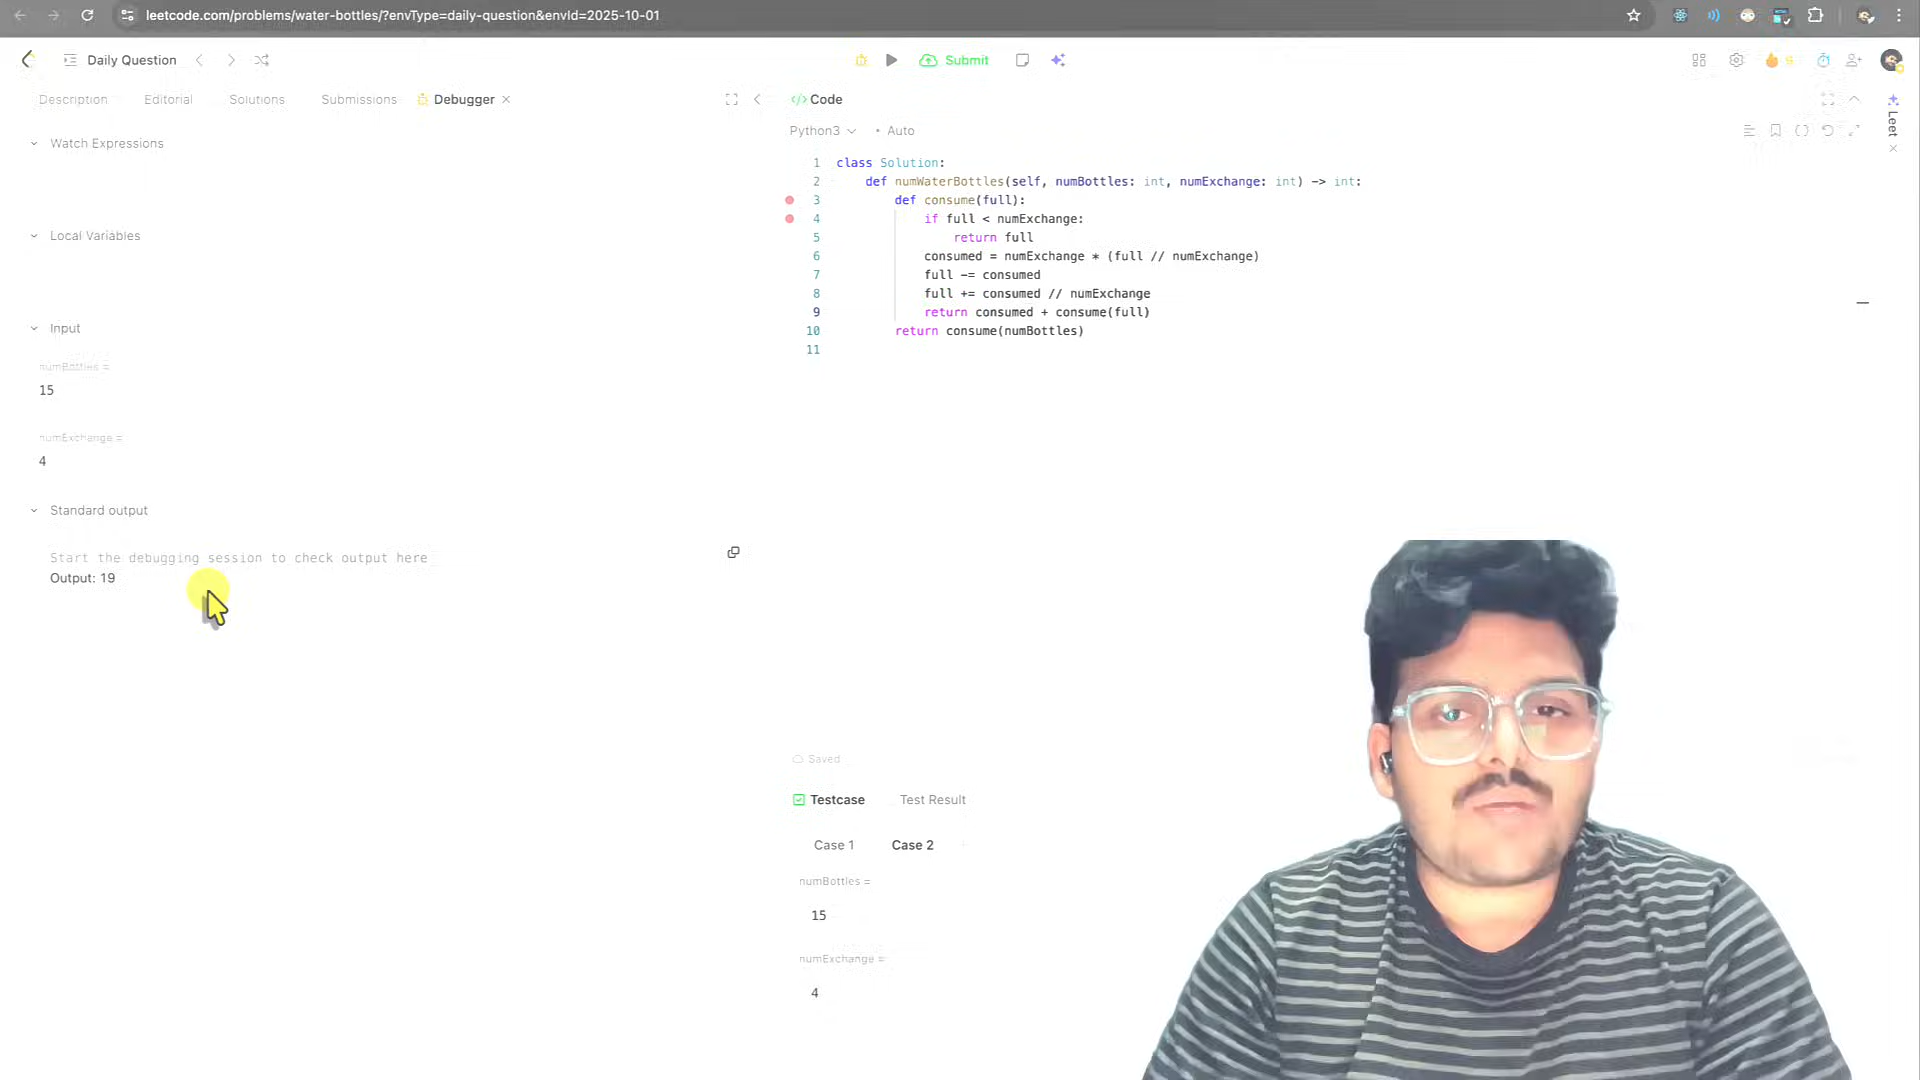 leetcode.com/problems/water-bottles/?envType=daily-question&envId=2025-10-01
Daily Question
Submit
Description
Editorial
Solutions
Submissions
Debugger
Watch Expressions
Local Variables
Input
numBottles =
15
numExchange =
4
Standard output
Start the debugging session to check output here
Output: 19
</> Code
Python3
• Auto
Leet
1 class Solution:
2 def numWaterBottles(self, numBottles: int, numExchange: int) -> int:
3 def consume(full):
4 if full < numExchange:
5 return full
6 consumed = numExchange * (full // numExchange)
7 full -= consumed
8 full += consumed // numExchange
9 return consumed + consume(full)
10 return consume(numBottles)
11
Saved
Testcase
Test Result
Case 1
Case 2
numBottles =
15
numExchange =
4